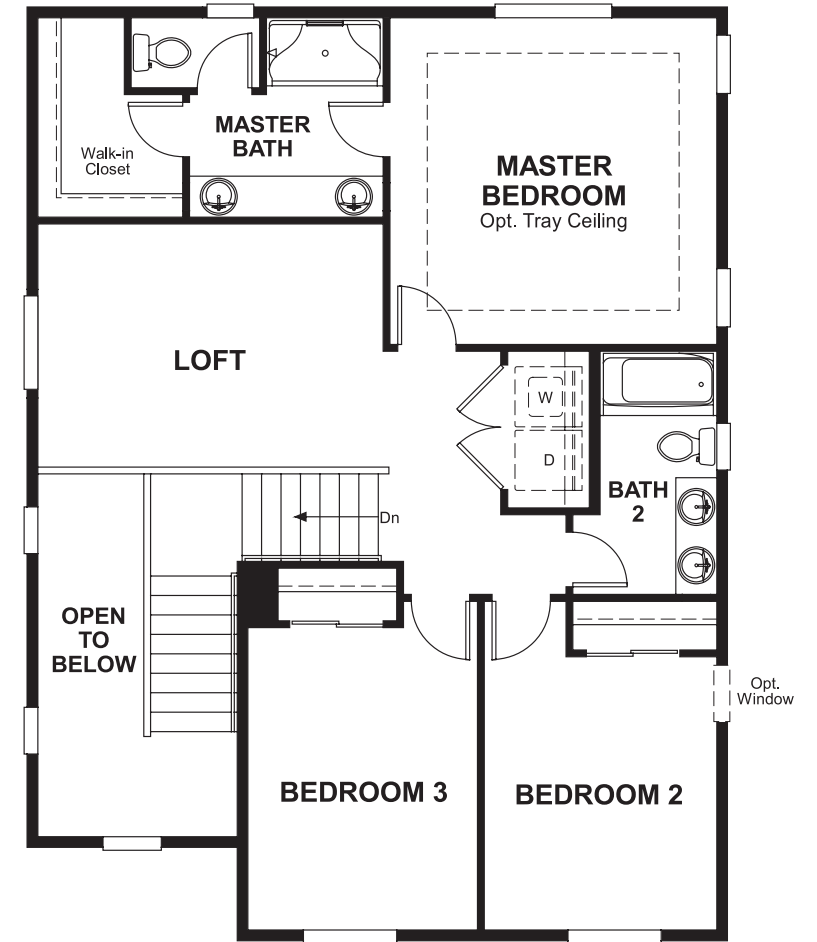 MASTER
BATH
Walk-in
Closet
MASTER
BEDROOM
Opt. Tray Ceiling
LOFT
W
D
BATH
2
Dn
OPEN
TO
BELOW
Opt.
Window
BEDROOM 3
BEDROOM 2